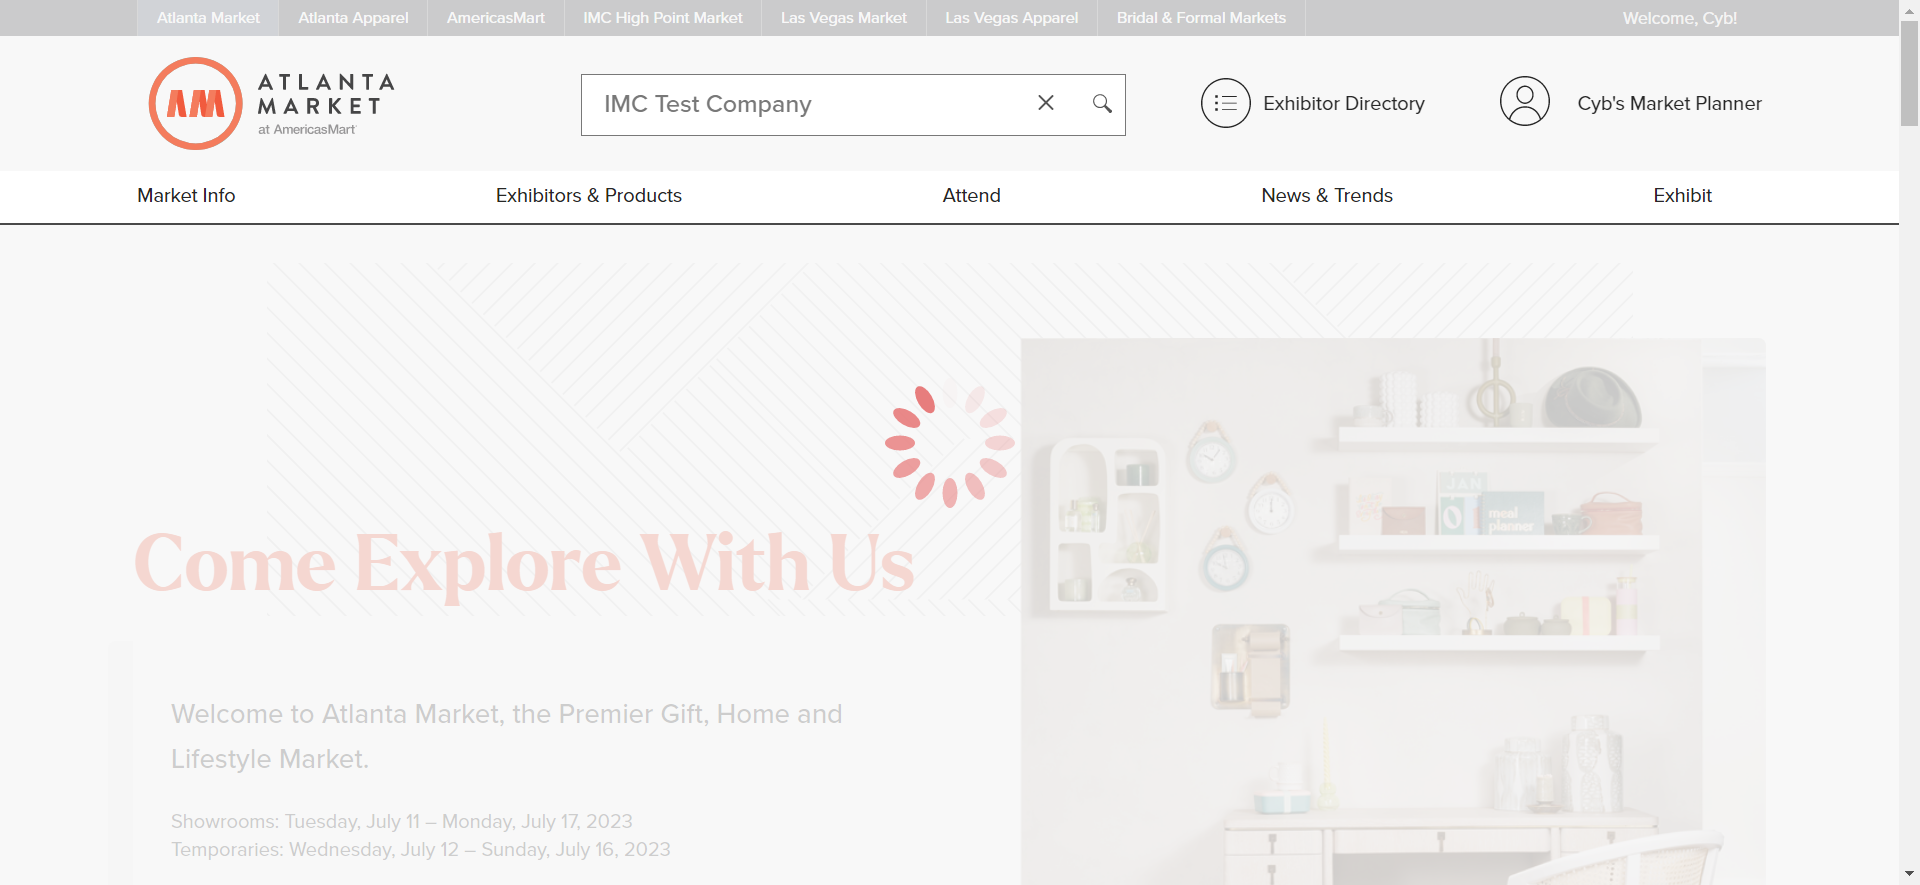 Atlanta Market
Atlanta Apparel
AmericasMart
IMC High Point Market
Las Vegas Market
Las Vegas Apparel
Bridal & Formal Markets
Welcome, Cyb!
AM
ATLANTA
MARKET
at AmericasMart
IMC Test Company
Exhibitor Directory
Cyb's Market Planner
Market Info
Exhibitors & Products
Attend
News & Trends
Exhibit
Come Explore With Us
JAN
meal
planner
Welcome to Atlanta Market, the Premier Gift, Home and
Lifestyle Market.
Showrooms: Tuesday, July 11 – Monday, July 17, 2023
Temporaries: Wednesday, July 12 – Sunday, July 16, 2023